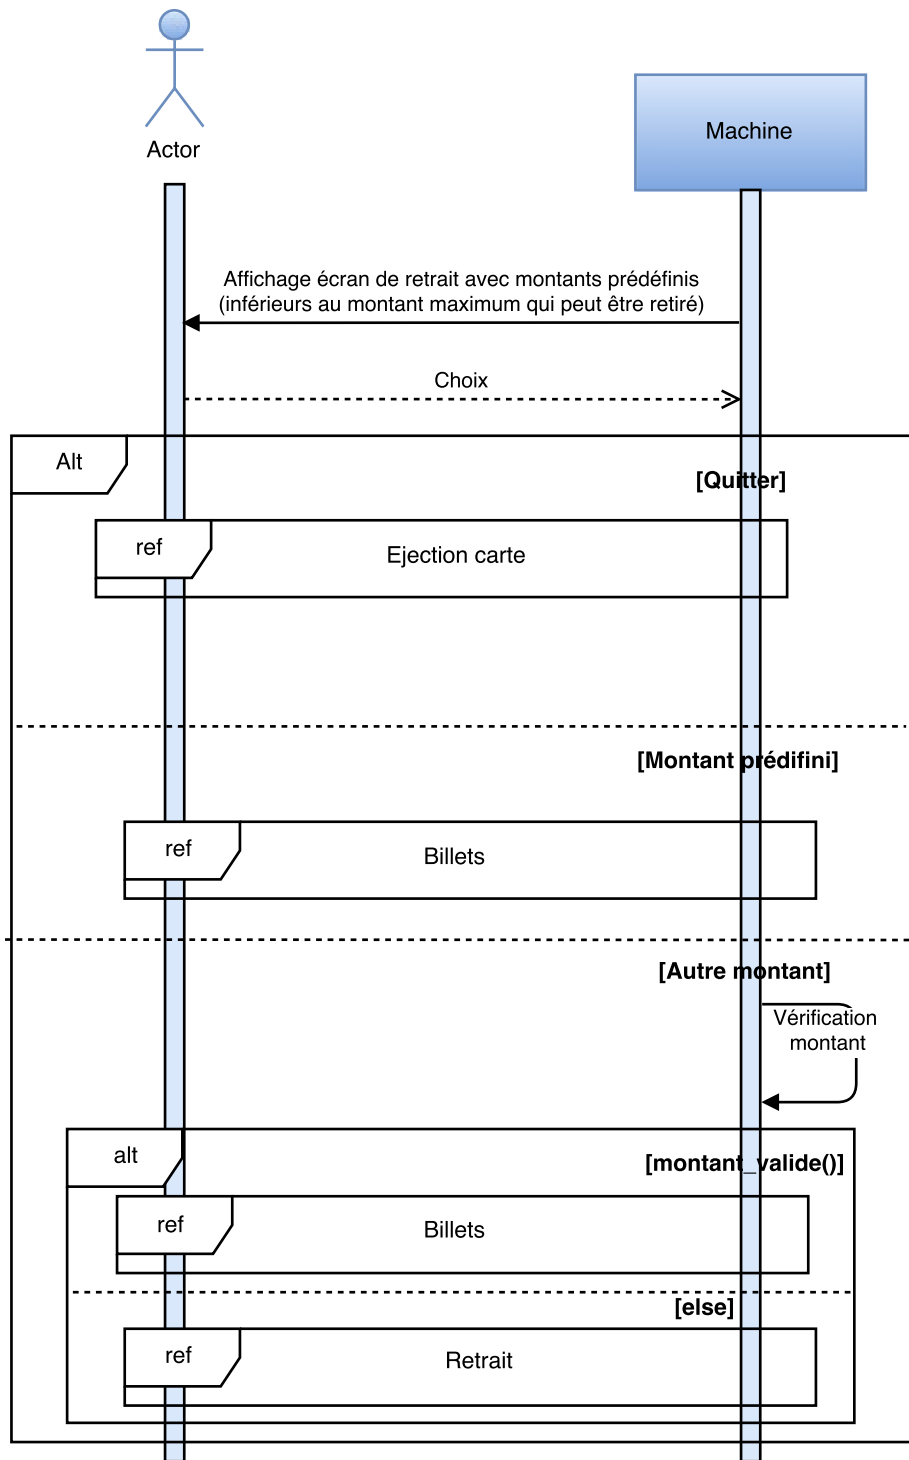 Actor
Machine
Affichage écran de retrait avec montants prédéfinis
(inférieurs au montant maximum qui peut être retiré)
Choix
Alt
[Quitter]
ref
Ejection carte
[Montant prédifini]
ref
Billets
[Autre montant]
Vérification
montant
alt
[montant_valide()]
ref
Billets
[else]
ref
Retrait